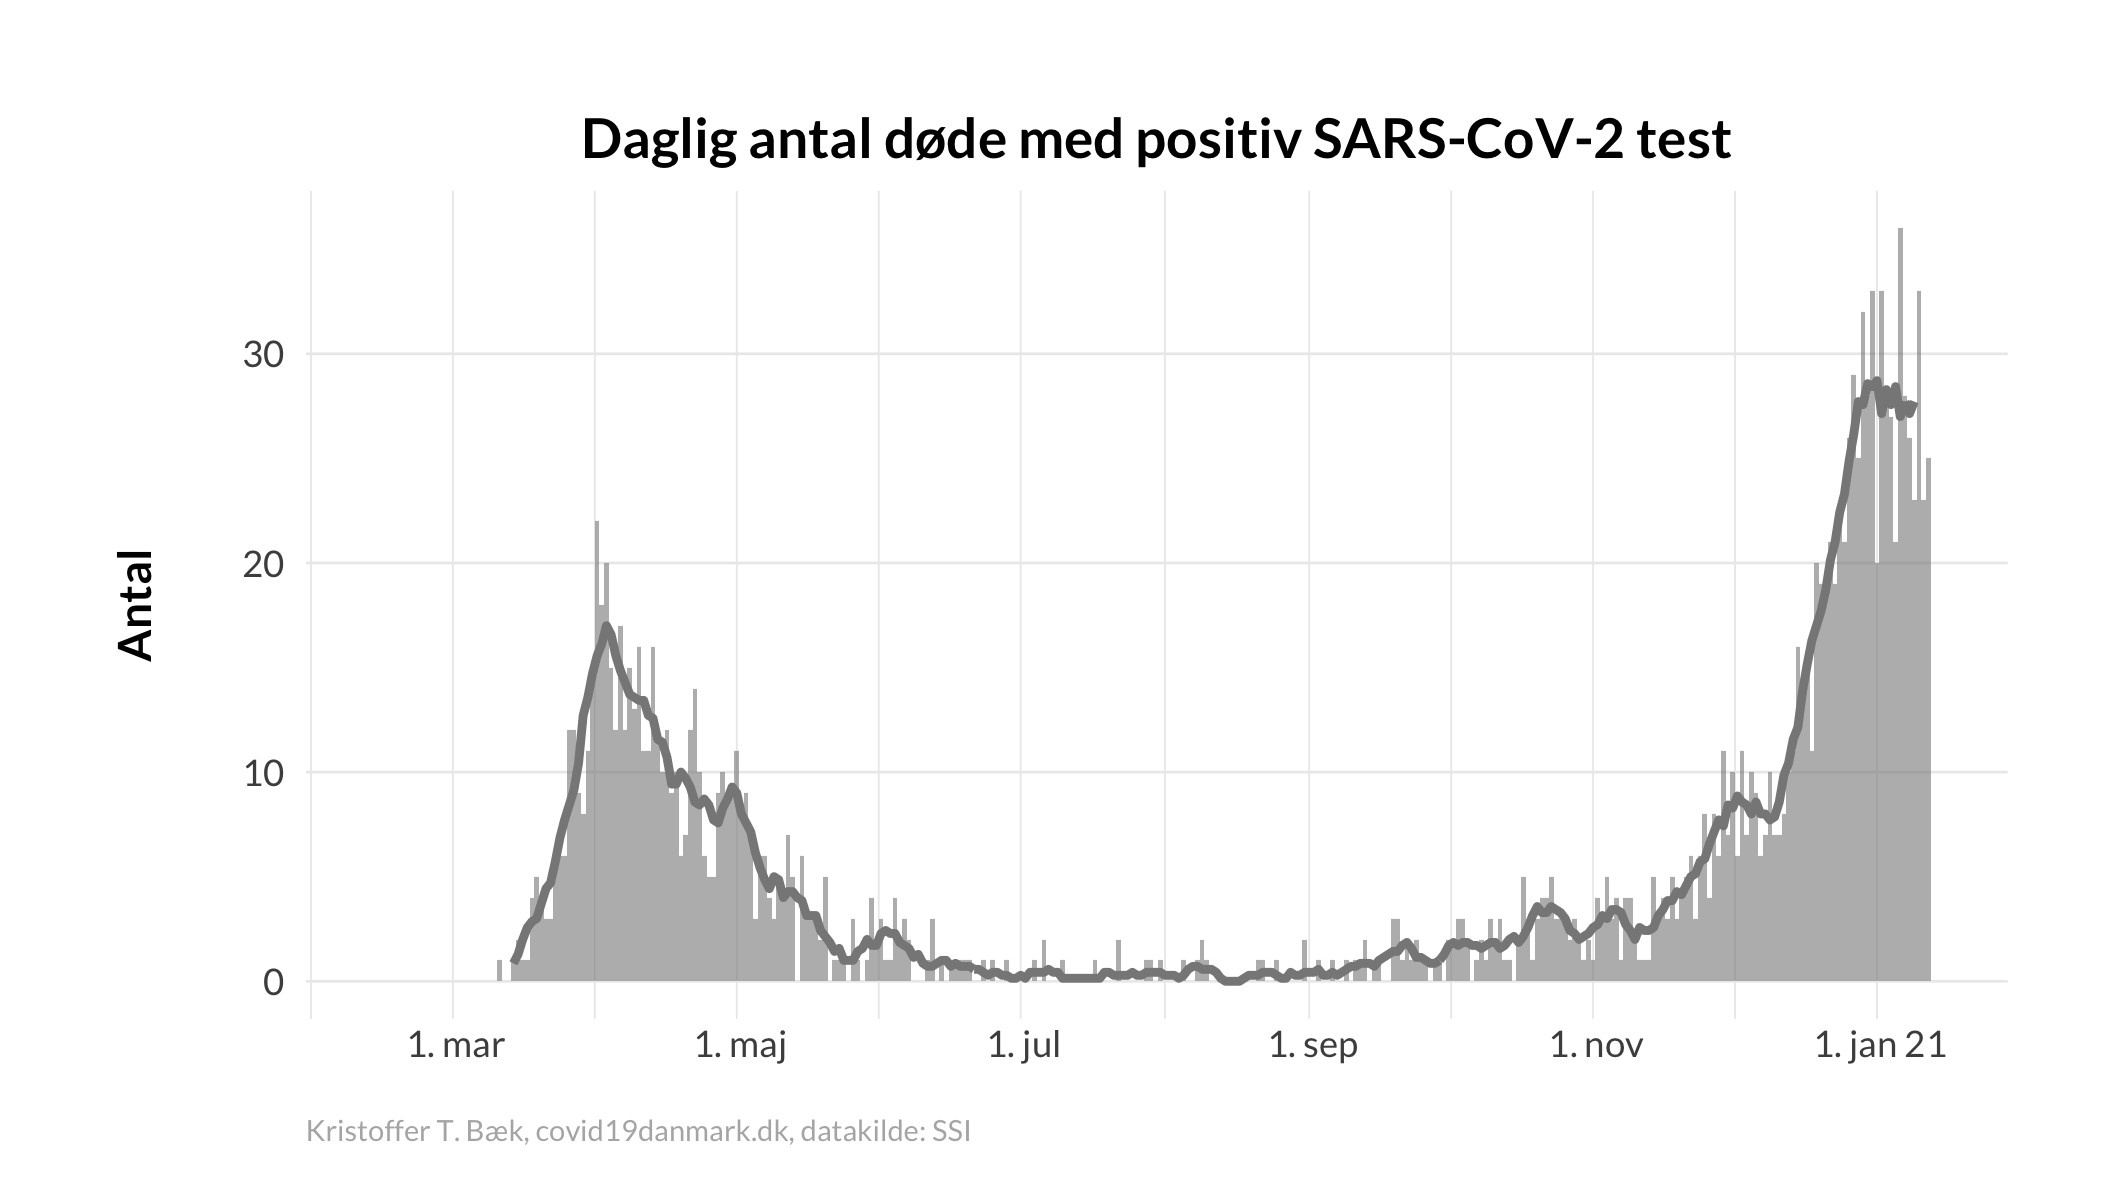 Daglig antal døde med positiv SARS-CoV-2 test
Antal
30
20
10
0
1. mar
1. maj
1. jul
1. sep
1. nov
1. jan 21
Kristoffer T. Bæk, covid19danmark.dk, datakilde: SSI